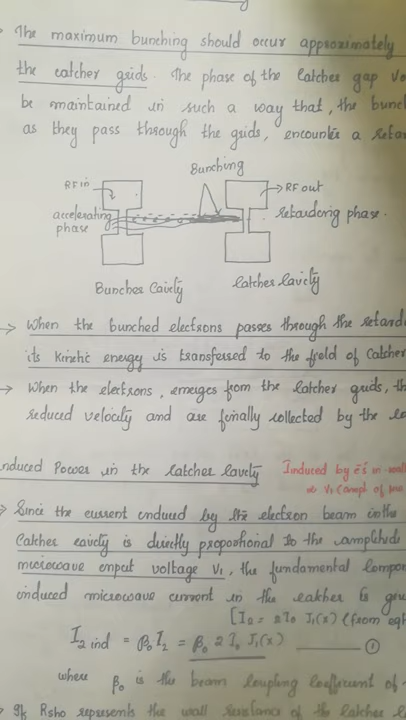 The maximum bunching should occur approximately
the catcher grids. The phase of the catcher gap vo
be maintained in such a way that, the bunc
as they pass through the grids, encounter a retar
Bunching
RF in
RF out
accelerating
phase
retardering phase.
Buncher Cavity
Catcher Cavity
→ When the bunched electrons passes through the retard
its Kinetic energy is transferred to the field of Catcher
→ When the electrons, emerges from the catcher grids, th
reduced velocity and are finally collected by the
nduced Power in the catcher Cavity
Induced by
Since the current induced by the electron beam in the
Catcher cavity is directly proportional to the amplitude
microwave input voltage V₁, the fundamental compo
induced microwave current in the catcher is give
[I₂ = 2I₀ J₁(x) (from eq
I₂ ind = β₀I₂ = β₀ 2 I₀ J₁(x) —— ①
where β₀ is the beam coupling coefficient of
If Rsho represents the wall resistance of the catcher